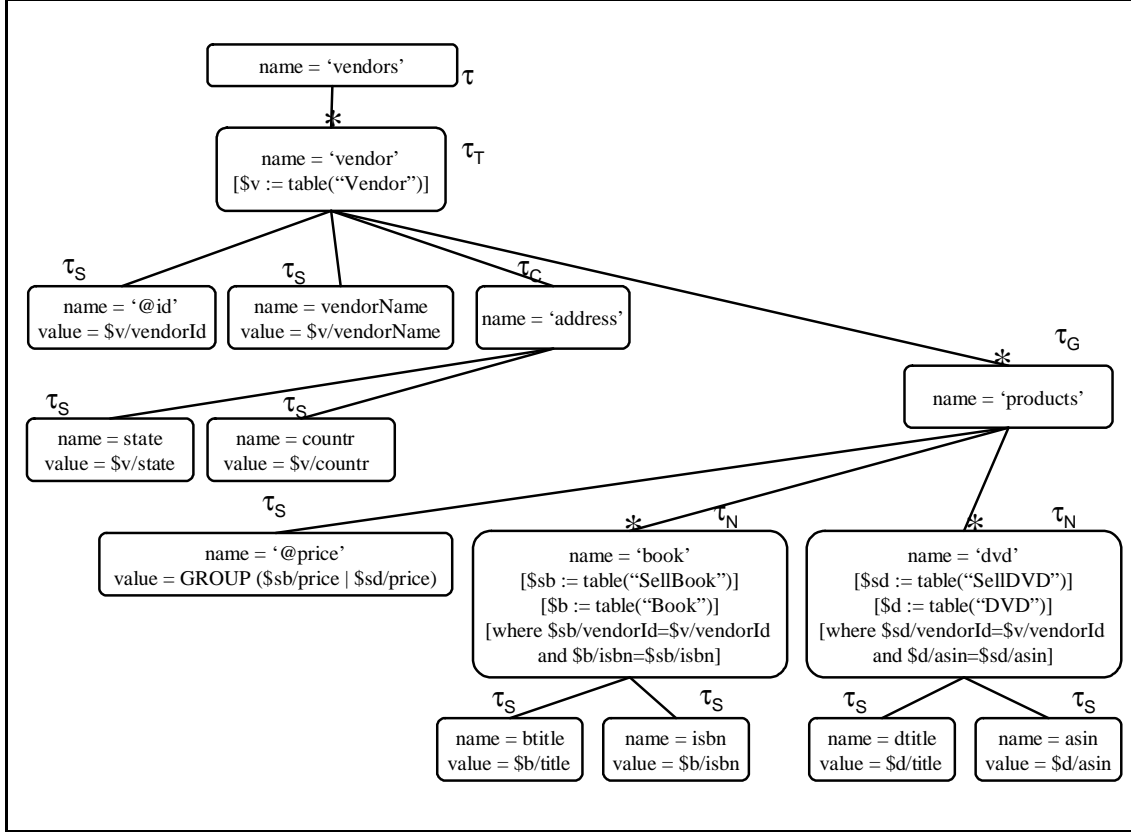 name = ‘vendors’
τ
*
name = ‘vendor’
[$v := table(“Vendor”)]
τT
τS
name = ‘@id’
value = $v/vendorId
τS
name = vendorName
value = $v/vendorName
τC
name = ‘address’
τG
*
name = ‘products’
τS
name = state
value = $v/state
τS
name = countr
value = $v/countr
τS
name = ‘@price’
value = GROUP ($sb/price | $sd/price)
*
τN
name = ‘book’
[$sb := table(“SellBook”)]
[$b := table(“Book”)]
[where $sb/vendorId=$v/vendorId
and $b/isbn=$sb/isbn]
*
τN
name = ‘dvd’
[$sd := table(“SellDVD”)]
[$d := table(“DVD”)]
[where $sd/vendorId=$v/vendorId
and $d/asin=$sd/asin]
τS
name = btitle
value = $b/title
τS
name = isbn
value = $b/isbn
τS
name = dtitle
value = $d/title
τS
name = asin
value = $d/asin